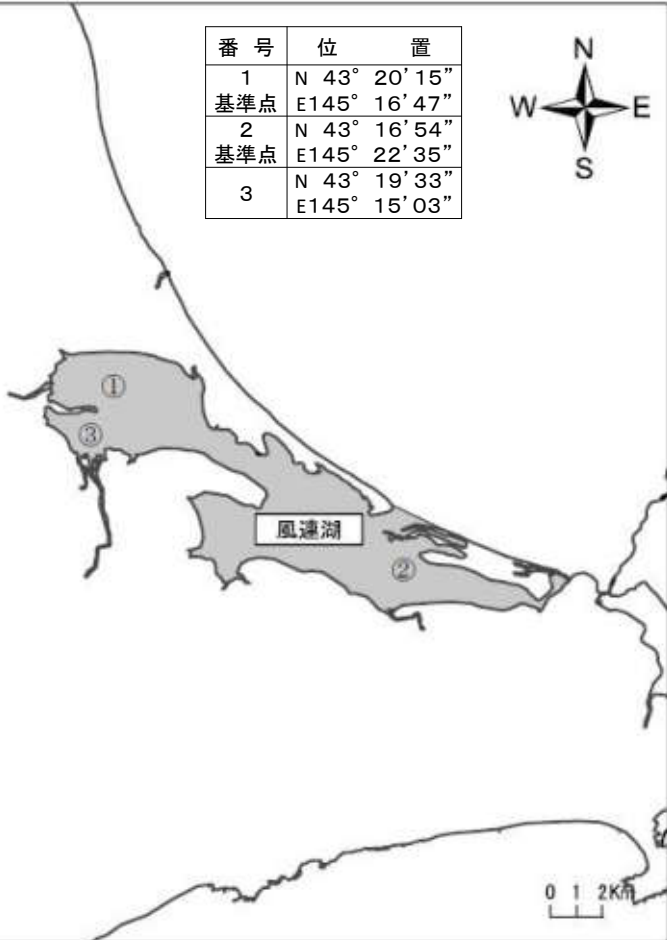 番 号 位 置
1 N 43° 20’15”
基準点 E145° 16’47”
2 N 43° 16’54”
基準点 E145° 22’35”
3 N 43° 19’33”
E145° 15’03”
N
W E
S
①
③
風蓮湖
②
0 1 2Km